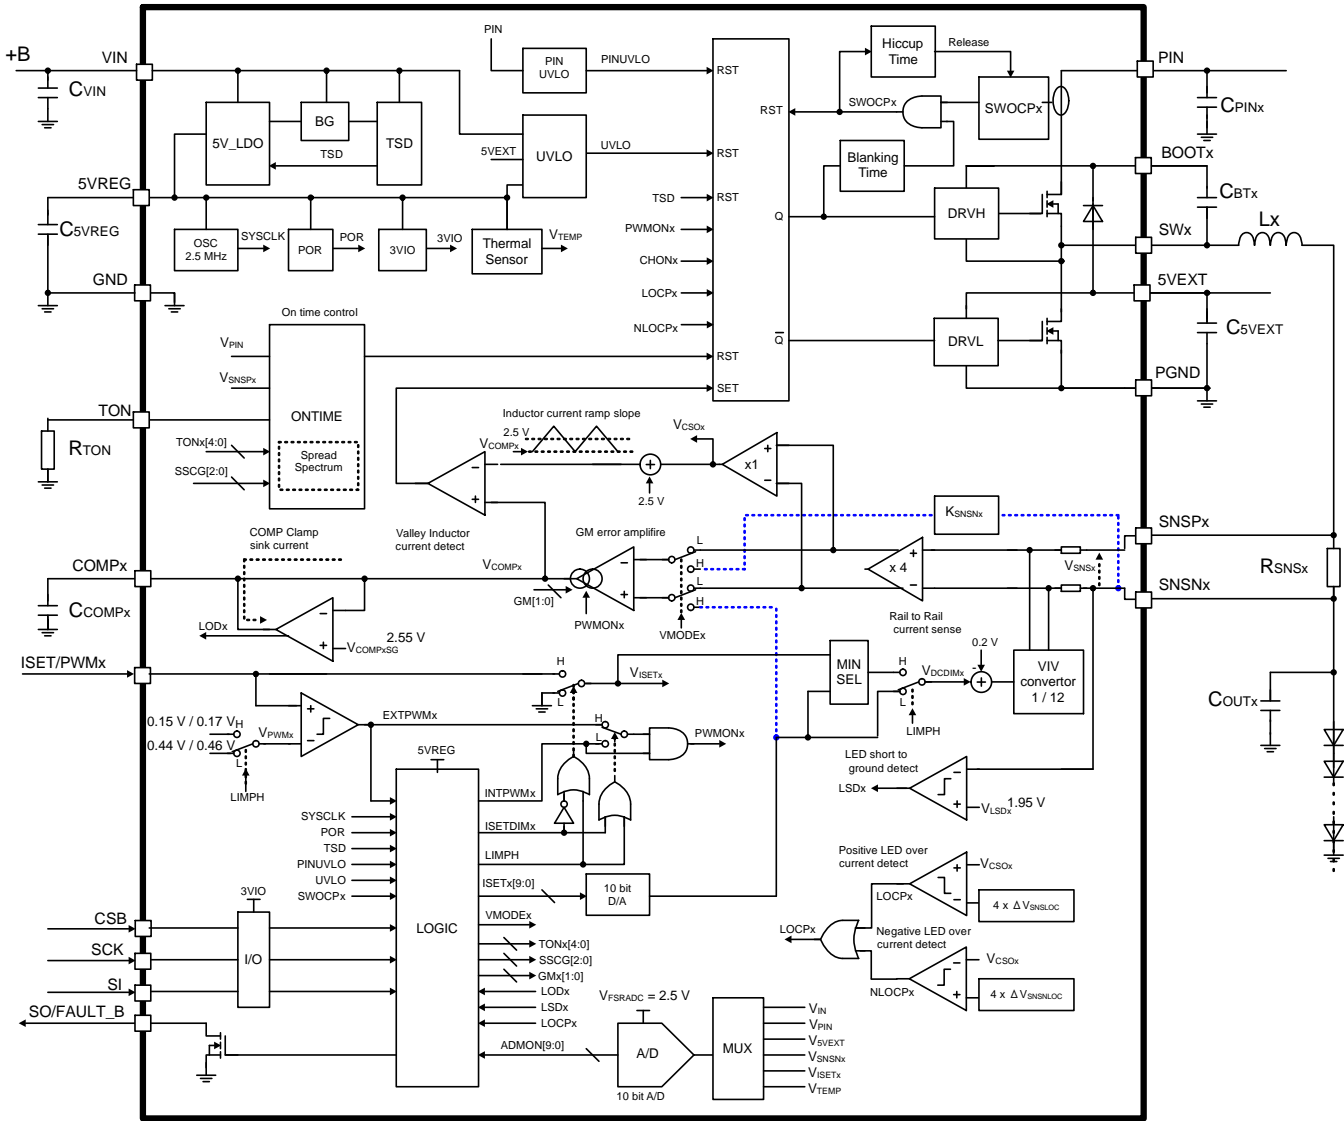 +B
VIN
CVIN
5VREG
C5VREG
GND
TON
RTON
COMPx
CCOMPx
ISET/PWMx
CSB
SCK
SI
SO/FAULT_B
PIN
CPINx
BOOTx
CBTx
SWx
Lx
5VEXT
C5VEXT
PGND
SNSPx
RSNSx
SNSNx
COUTx
5V_LDO
BG
TSD
TSD
PIN
PIN
UVLO
PINUVLO
5VEXT
UVLO
UVLO
OSC
2.5 MHz
SYSCLK
POR
POR
3VIO
3VIO
Thermal
Sensor
VTEMP
RST
RST
RST
RST
SET
RST
Q
Q
TSD
PWMONx
CHONx
LOCPx
NLOCPx
Hiccup
Time
Release
SWOCPx
SWOCPx
Blanking
Time
DRVH
DRVL
On time control
VPIN
VSNSPx
ONTIME
TONx[4:0]
SSCG[2:0]
Spread
Spectrum
Inductor current ramp slope
2.5 V
VCOMPx
VCSOx
x1
2.5 V
Valley Inductor
current detect
GM error amplifire
KSNSNx
COMP Clamp
sink current
VCOMPx
GM[1:0]
PWMONx
L
H
L
H
VMODEx
x 4
Rail to Rail
current sense
VSNSx
LODx
2.55 V
VCOMPxSG
H
L
VISETx
MIN
SEL
H
L
LIMPH
VDCDIMx
0.2 V
-
VIV
convertor
1 / 12
0.15 V / 0.17 V
H
0.44 V / 0.46 V
L
VPWMx
LIMPH
EXTPWMx
H
L
PWMONx
LED short to
ground detect
LSDx
VLSDx
1.95 V
5VREG
LOGIC
SYSCLK
POR
TSD
PINUVLO
UVLO
SWOCPx
INTPWMx
ISETDIMx
LIMPH
ISETx[9:0]
10 bit
D/A
VMODEx
TONx[4:0]
SSCG[2:0]
GMx[1:0]
LODx
LSDx
LOCPx
ADMON[9:0]
3VIO
I/O
VFSRADC = 2.5 V
A/D
10 bit A/D
MUX
VIN
VPIN
V5VEXT
VSNSNx
VISETx
VTEMP
Positive LED over
current detect
VCSOx
LOCPx
4 x Δ VSNSLOC
LOCPx
Negative LED over
current detect
VCSOx
NLOCPx
4 x Δ VSNSNLOC